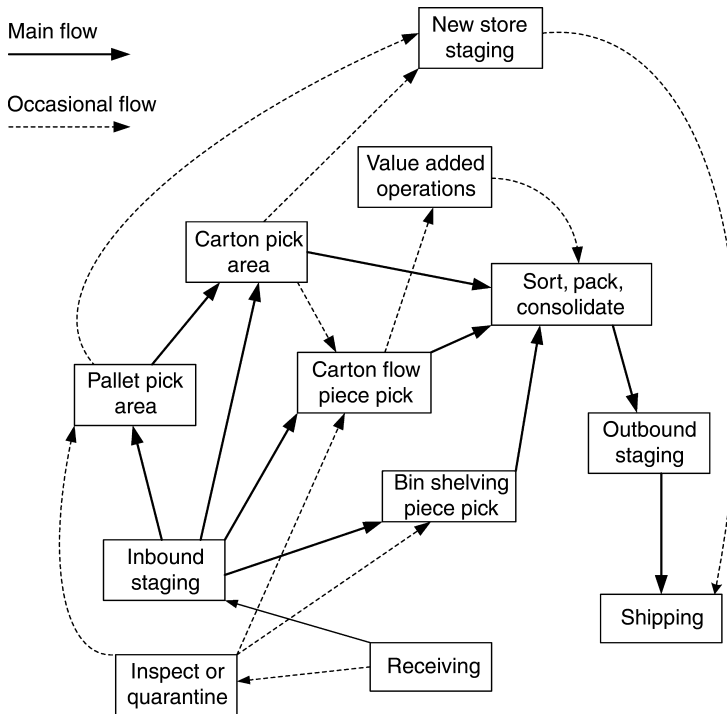 Main flow
Occasional flow
New store
staging
Value added
operations
Carton pick
area
Sort, pack,
consolidate
Pallet pick
area
Carton flow
piece pick
Outbound
staging
Bin shelving
piece pick
Inbound
staging
Shipping
Inspect or
quarantine
Receiving